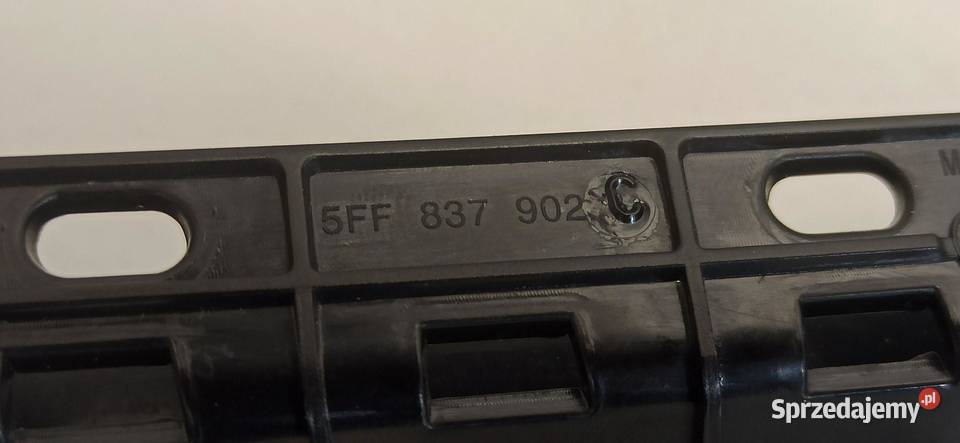 5FF 837 902 C
M
Sprzedajemy.pl